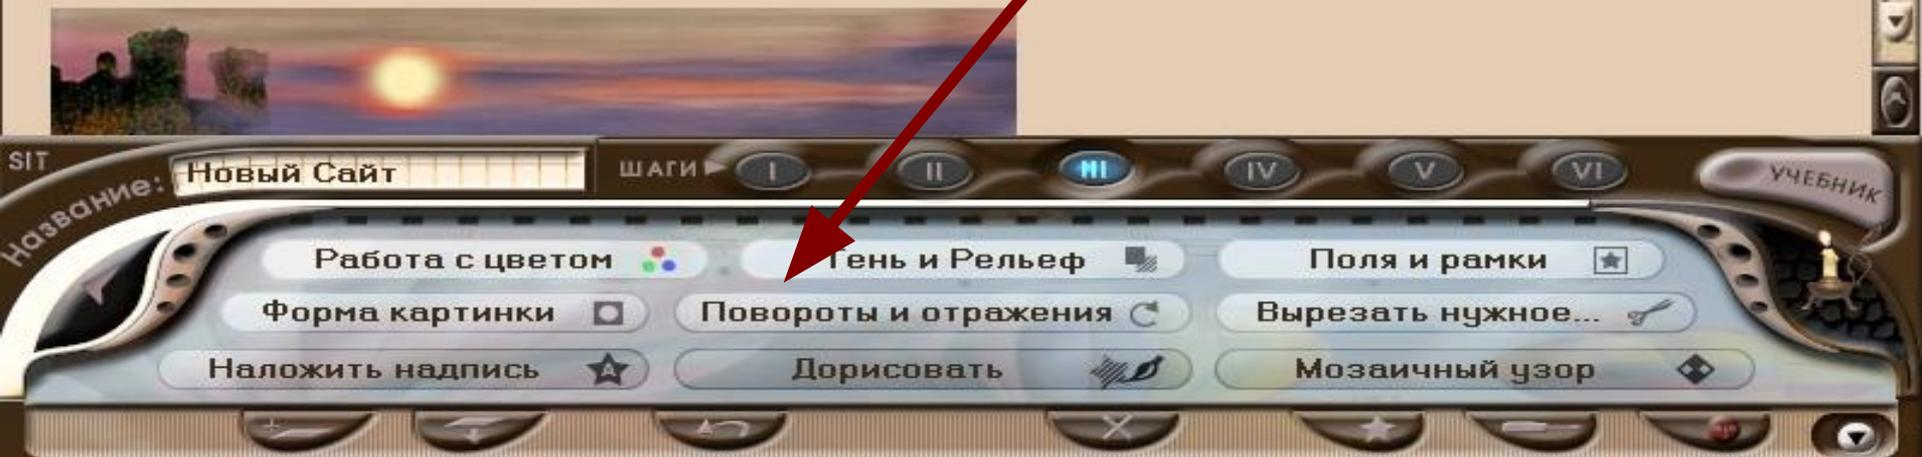 SIT
Название: Новый Сайт
ШАГИ I II III IV V VI
УЧЕБНИК
Работа с цветом Тень и Рельеф Поля и рамки
Форма картинки Повороты и отражения Вырезать нужное...
Наложить надпись A Дорисовать Мозаичный узор